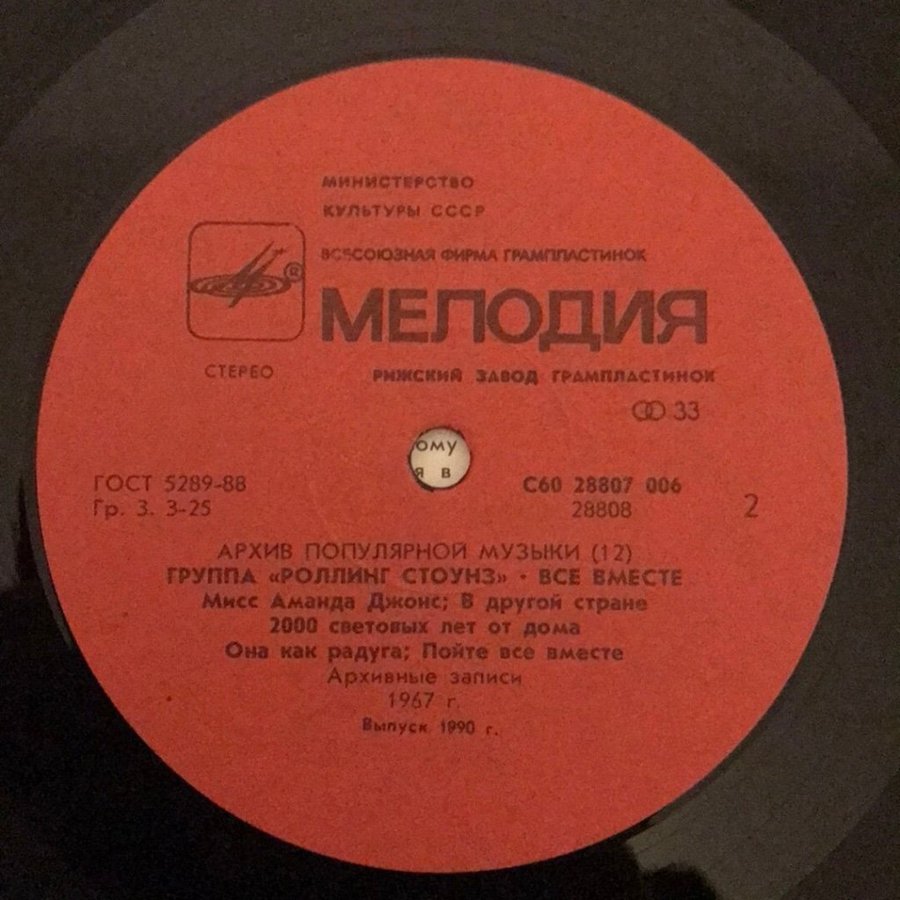 МИНИСТЕРСТВО
КУЛЬТУРЫ СССР
ВСЕСОЮЗНАЯ ФИРМА ГРАМПЛАСТИНОК
МЕЛОДИЯ
®
СТЕРЕО
РИЖСКИЙ ЗАВОД ГРАМПЛАСТИНОК
33
ому
я в
ГОСТ 5289-88
Гр. 3. 3-25
С60 28807 006
28808
2
АРХИВ ПОПУЛЯРНОЙ МУЗЫКИ (12)
ГРУППА «РОЛЛИНГ СТОУНЗ» · ВСЕ ВМЕСТЕ
Мисс Аманда Джонс; В другой стране
2000 световых лет от дома
Она как радуга; Пойте все вместе
Архивные записи
1967 г.
Выпуск 1990 г.